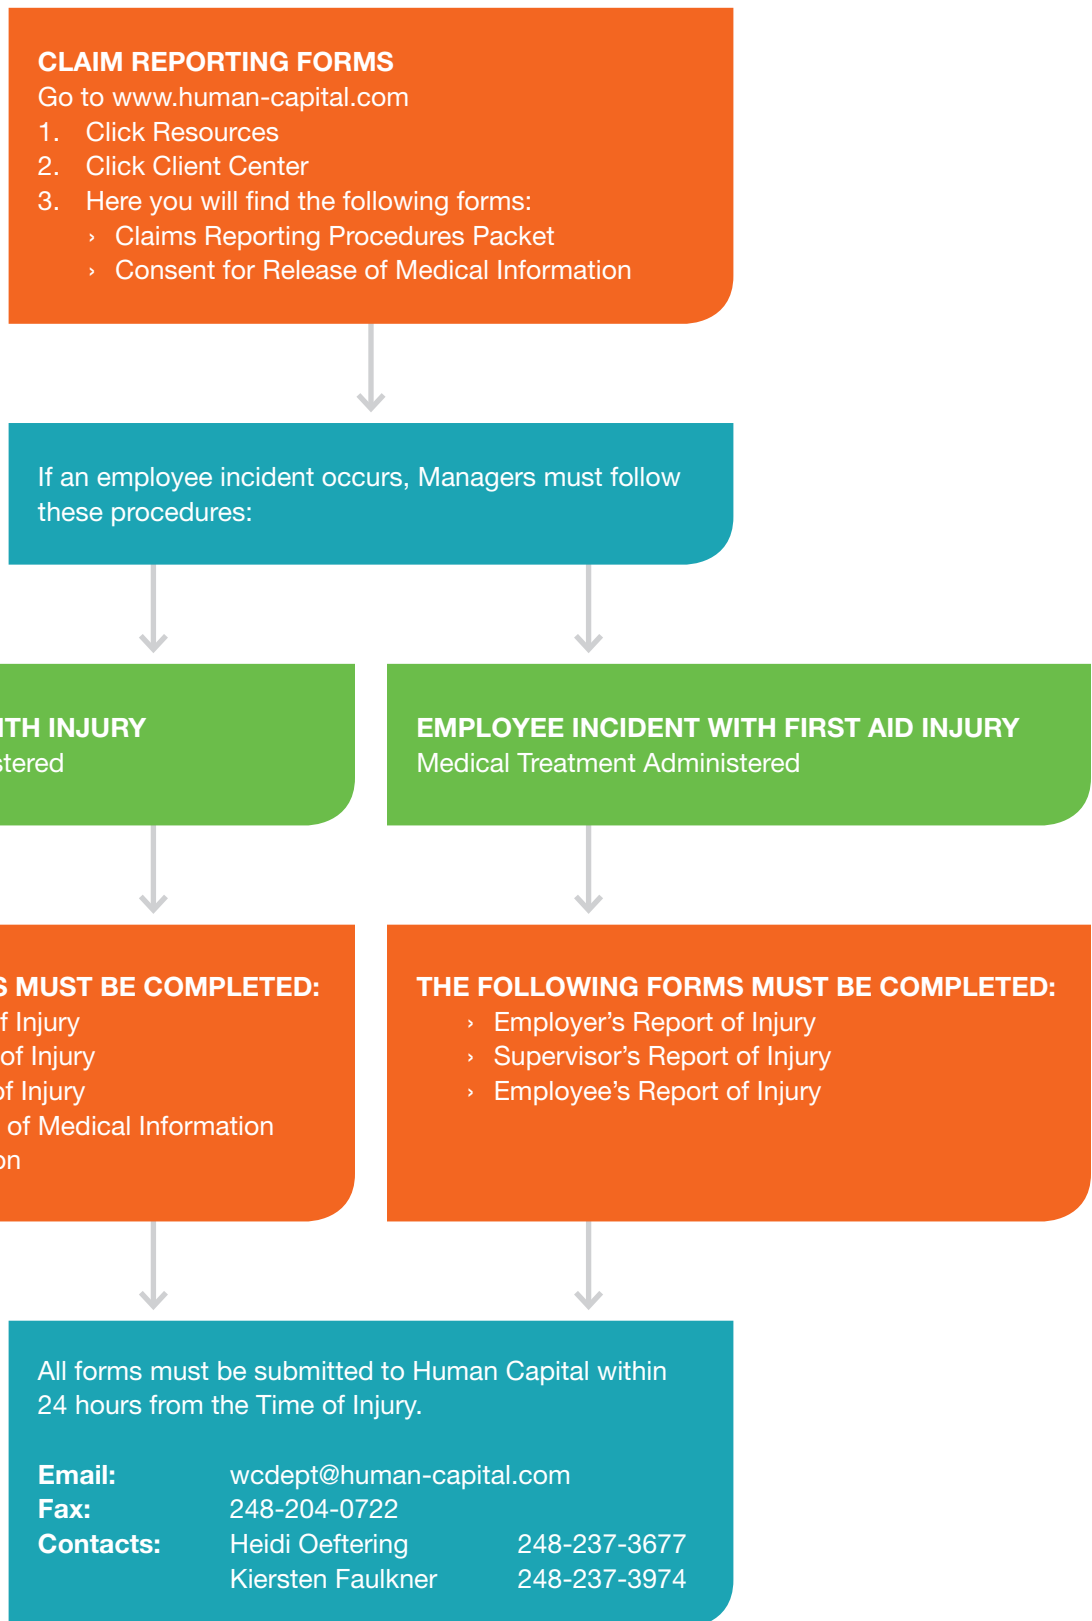 CLAIM REPORTING FORMS
Go to www.human-capital.com
1. Click Resources
2. Click Client Center
3. Here you will find the following forms:
› Claims Reporting Procedures Packet
› Consent for Release of Medical Information
If an employee incident occurs, Managers must follow
these procedures:
INJURY
EMPLOYEE INCIDENT WITH FIRST AID INJURY
Medical Treatment Administered
MUST BE COMPLETED:
Injury
of Injury
of Injury
of Medical Information
THE FOLLOWING FORMS MUST BE COMPLETED:
› Employer’s Report of Injury
› Supervisor’s Report of Injury
› Employee’s Report of Injury
All forms must be submitted to Human Capital within
24 hours from the Time of Injury.
Email: wcdept@human-capital.com
Fax: 248-204-0722
Contacts: Heidi Oeftering 248-237-3677
Kiersten Faulkner 248-237-3974